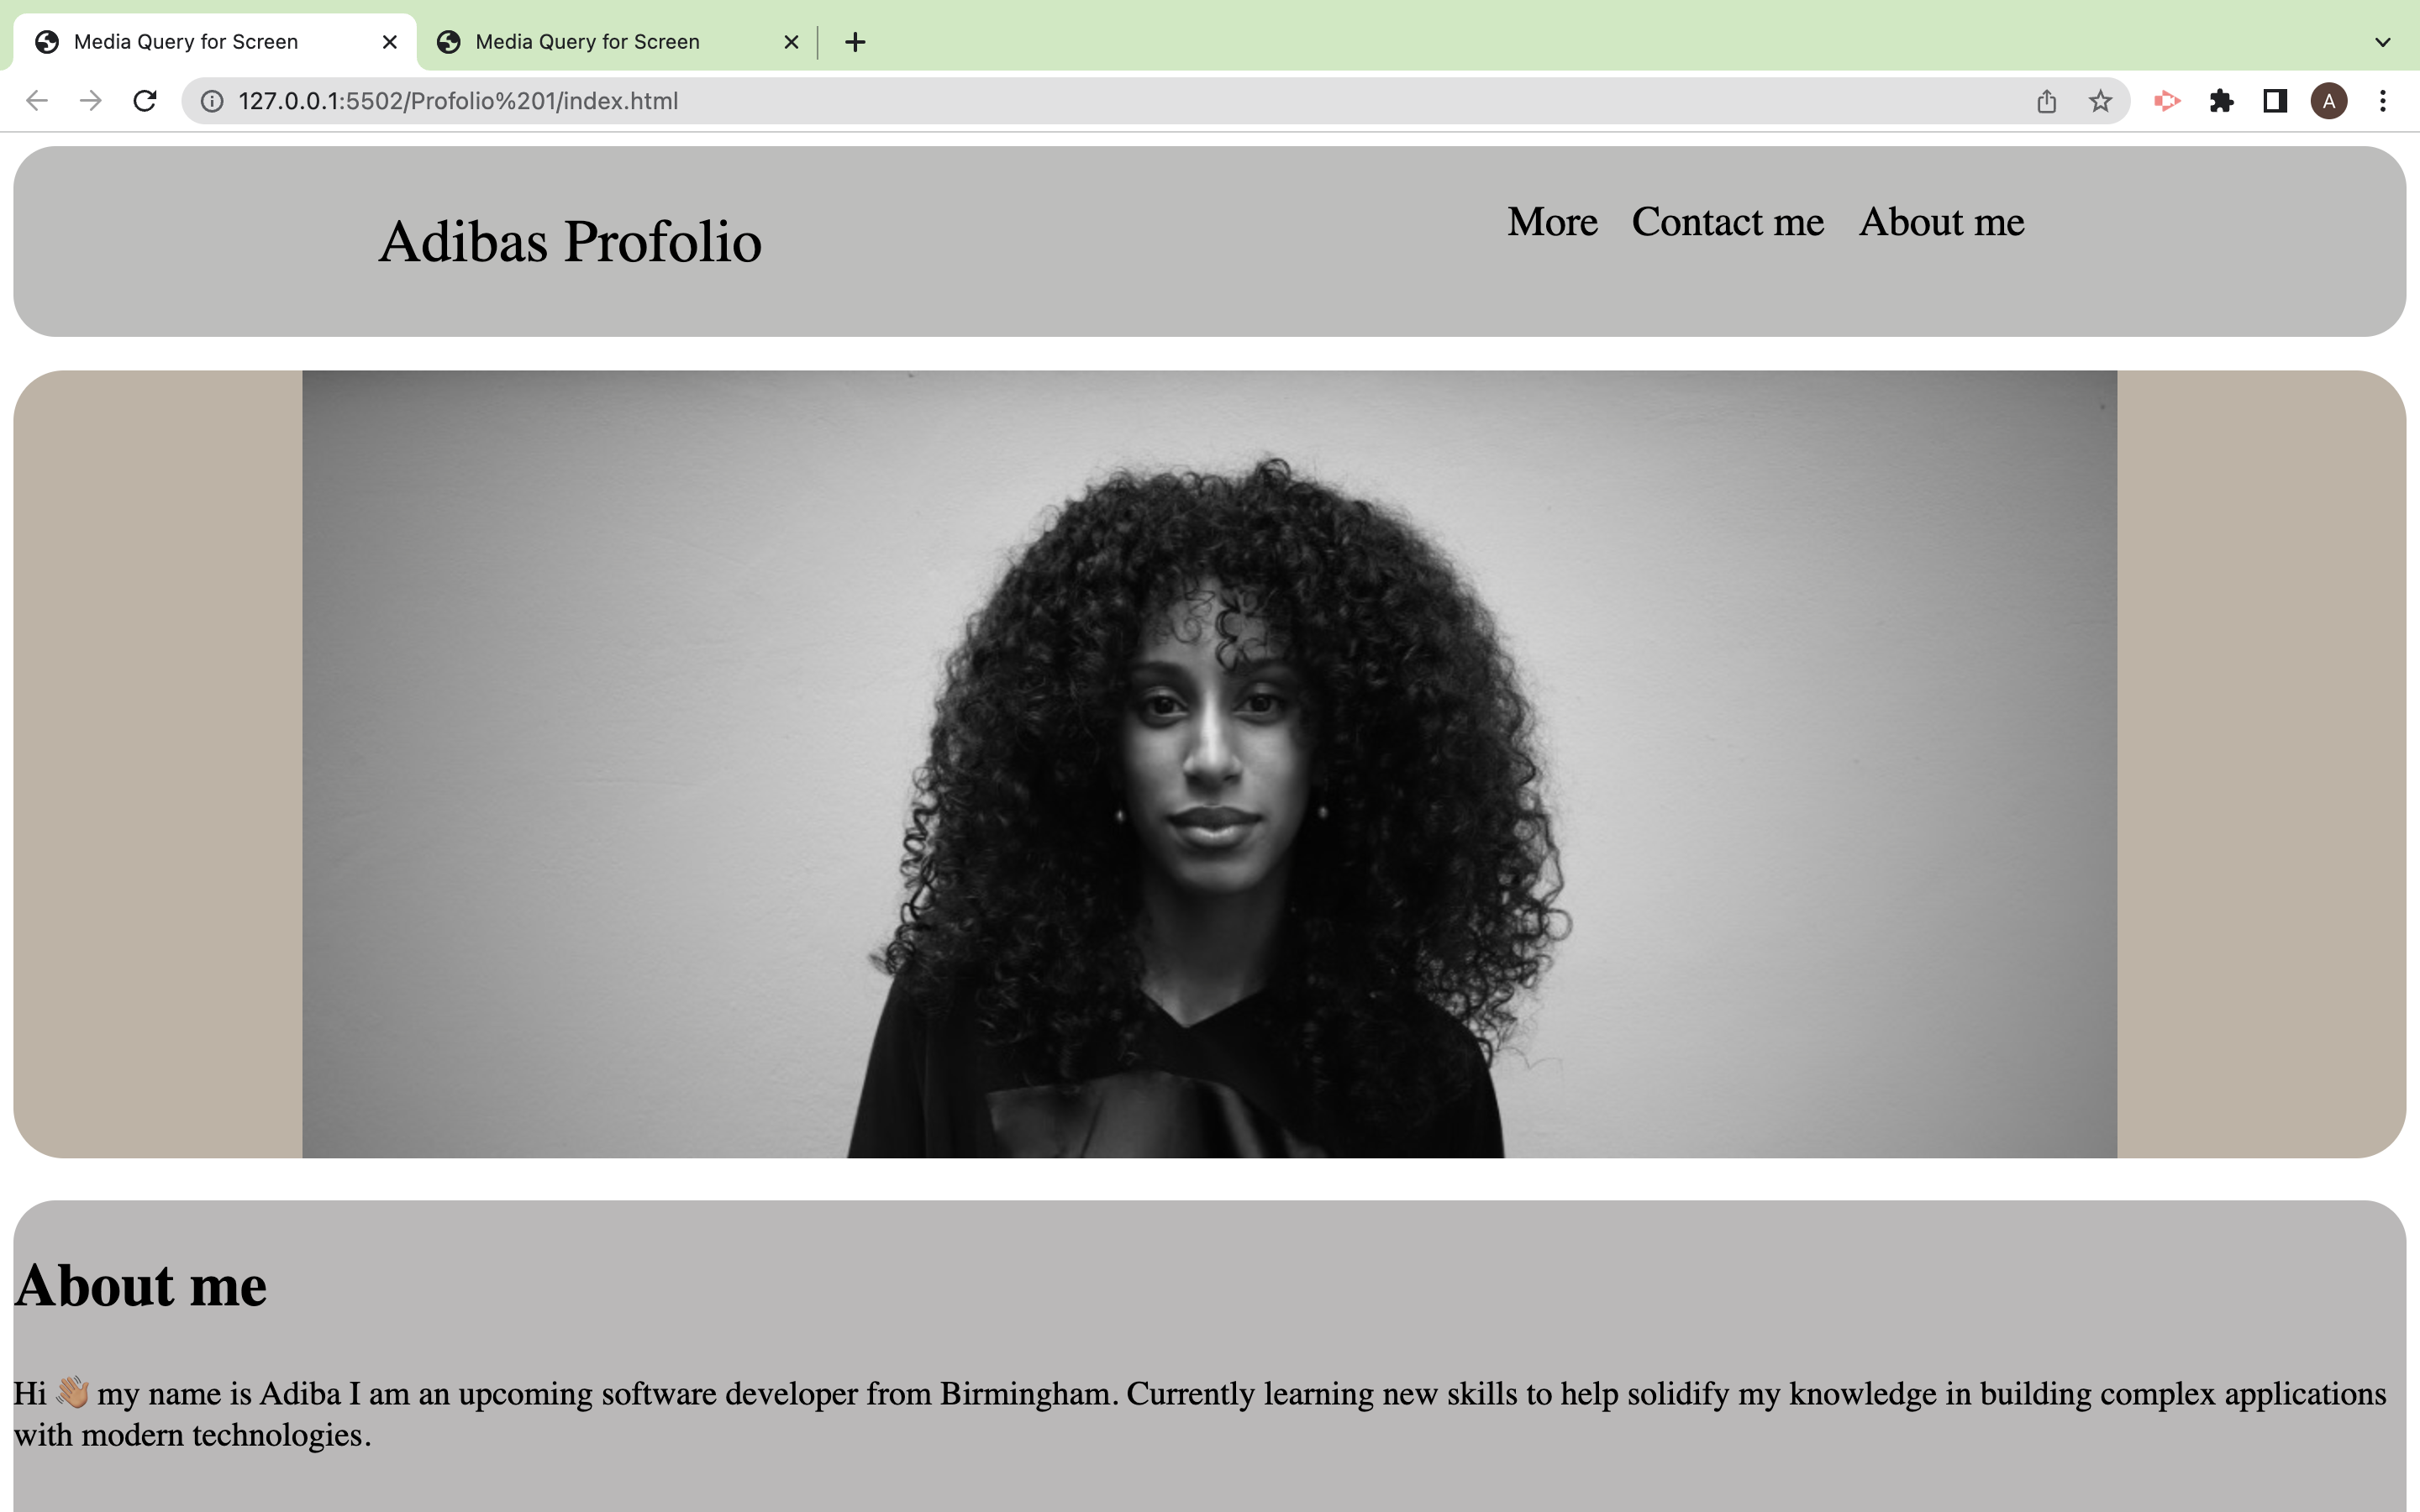 Media Query for Screen
Media Query for Screen
127.0.0.1:5502/Profolio%201/index.html
A
Adibas Profolio
More Contact me About me
About me
Hi 👋🏽 my name is Adiba I am an upcoming software developer from Birmingham. Currently learning new skills to help solidify my knowledge in building complex applications
with modern technologies.